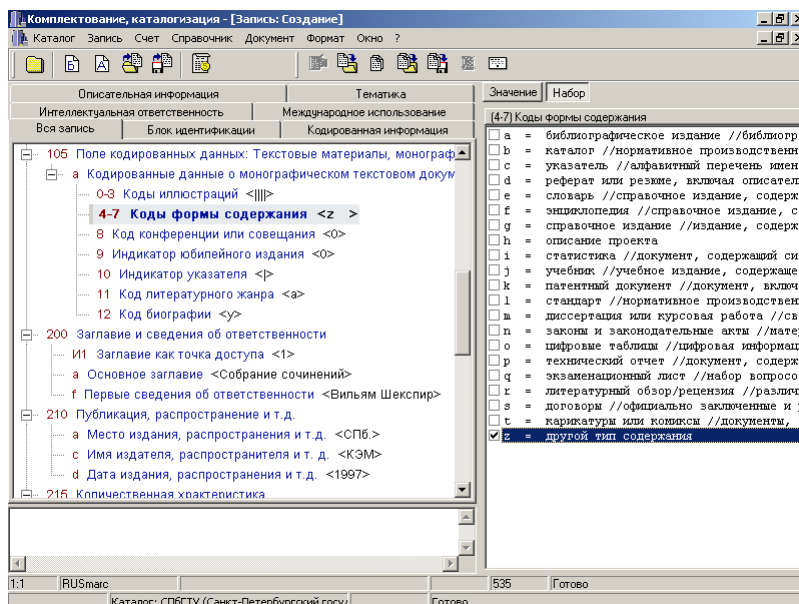 Комплектование, каталогизация - [Запись: Создание]
Каталог Запись Счет Справочник Документ Формат Окно ?
Описательная информация Тематика
Интеллектуальная ответственность Международное использование
Вся запись Блок идентификации Кодированная информация
105 Поле кодированных данных: Текстовые материалы, монограф
а Кодированные данные о монографическом текстовом докум
0-3 Коды иллюстраций <||||>
4-7 Коды формы содержания <z >
8 Код конференции или совещания <0>
9 Индикатор юбилейного издания <0>
10 Индикатор указателя <|>
11 Код литературного жанра <a>
12 Код биографии <y>
200 Заглавие и сведения об ответственности
И1 Заглавие как точка доступа <1>
a Основное заглавие <Собрание сочинений>
f Первые сведения об ответственности <Вильям Шекспир>
210 Публикация, распространение и т.д.
a Место издания, распространения и т.д. <СПб.>
c Имя издателя, распространителя и т. д. <КЭМ>
d Дата издания, распространения и т.д. <1997>
215 Количественная храктеристика
Значение Набор
(4-7) Коды формы содержания
a = библиографическое издание //библиогр
b = каталог //нормативное производственн
c = указатель //алфавитный перечень имен
d = реферат или резюме, включая описател
e = словарь //справочное издание, содерж
f = энциклопедия //справочное издание, с
g = справочное издание //издание, содерж
h = описание проекта
i = статистика //документ, содержащий си
j = учебник //учебное издание, содержаще
k = патентный документ //документ, включ
l = стандарт //нормативное производствен
m = диссертация или курсовая работа //св
n = законы и законодательные акты //мате
o = цифровые таблицы //цифровая информац
p = технический отчет //документ, содерж
q = экзаменационный лист //набор вопросо
r = литературный обзор/рецензия //различ
s = договоры //официально заключенные и
t = карикатуры или комиксы //документы,
z = другой тип содержания
1:1 RUSmarc 535 Готово
Каталог: СПбГТУ (Санкт-Петербургский госу Готово